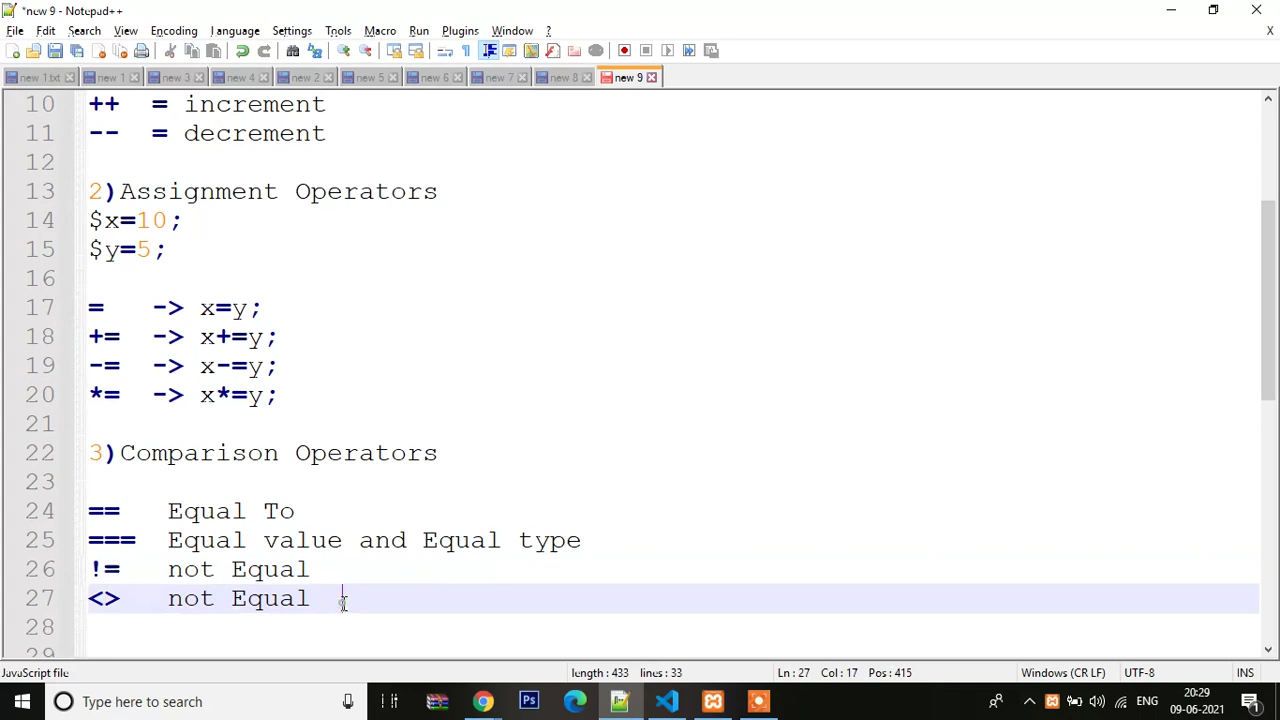 *new 9 - Notepad++
File Edit Search View Encoding Language Settings Tools Macro Run Plugins Window ? X
new 1.txt new 1 new 3 new 4 new 2 new 5 new 6 new 7 new 8 new 9
10 ++ = increment
11 -- = decrement
12
13 2)Assignment Operators
14 $x=10;
15 $y=5;
16
17 = -> x=y;
18 += -> x+=y;
19 -= -> x-=y;
20 *= -> x*=y;
21
22 3)Comparison Operators
23
24 == Equal To
25 === Equal value and Equal type
26 != not Equal
27 <> not Equal
28
29
JavaScript file length : 433 lines : 33 Ln : 27 Col : 17 Pos : 415 Windows (CR LF) UTF-8 INS
Type here to search Ps ENG 20:29
09-06-2021 1